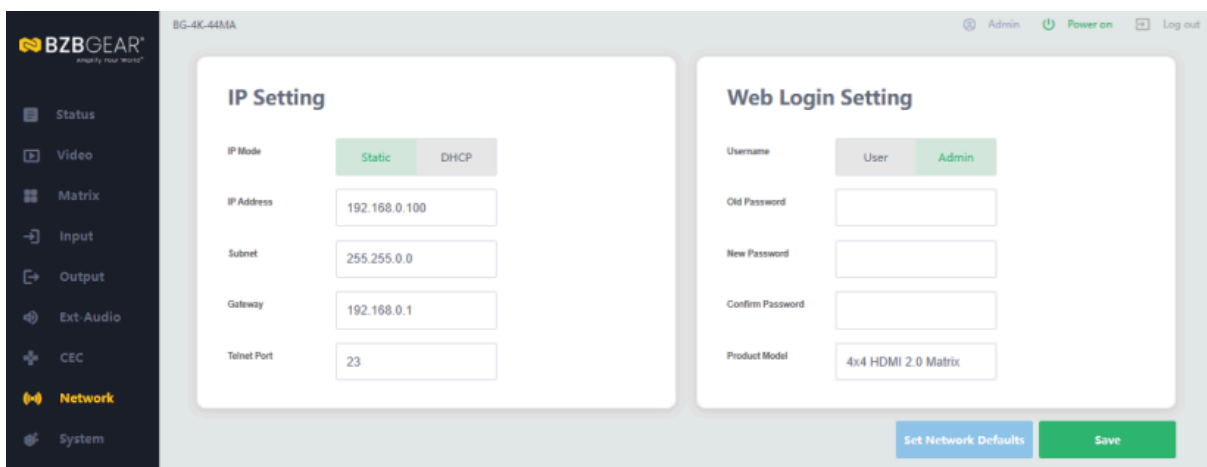 BZBGEAR®
Amplify Your World®
Status
Video
Matrix
Input
Output
Ext-Audio
CEC
Network
System
BG-4K-44MA
Admin Power on Log out
IP Setting
IP Mode Static DHCP
IP Address 192.168.0.100
Subnet 255.255.0.0
Gateway 192.168.0.1
Telnet Port 23
Web Login Setting
Username User Admin
Old Password
New Password
Confirm Password
Product Model 4x4 HDMI 2.0 Matrix
Set Network Defaults Save